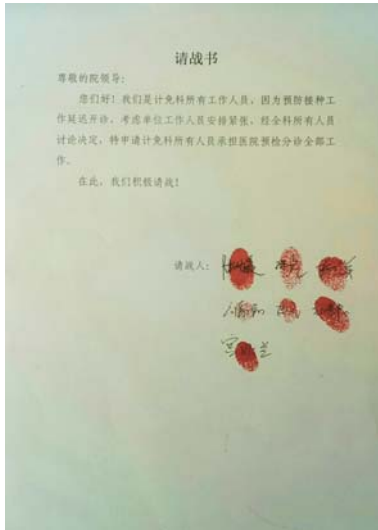 请战书
尊敬的院领导：
您们好！我们是计免科所有工作人员，因为预防接种工
作延迟开诊，考虑单位工作人员安排紧张，经全科所有人员
讨论决定，特申请计免科所有人员承担医院预检分诊全部工
作。
在此，我们积极请战！
请战人：